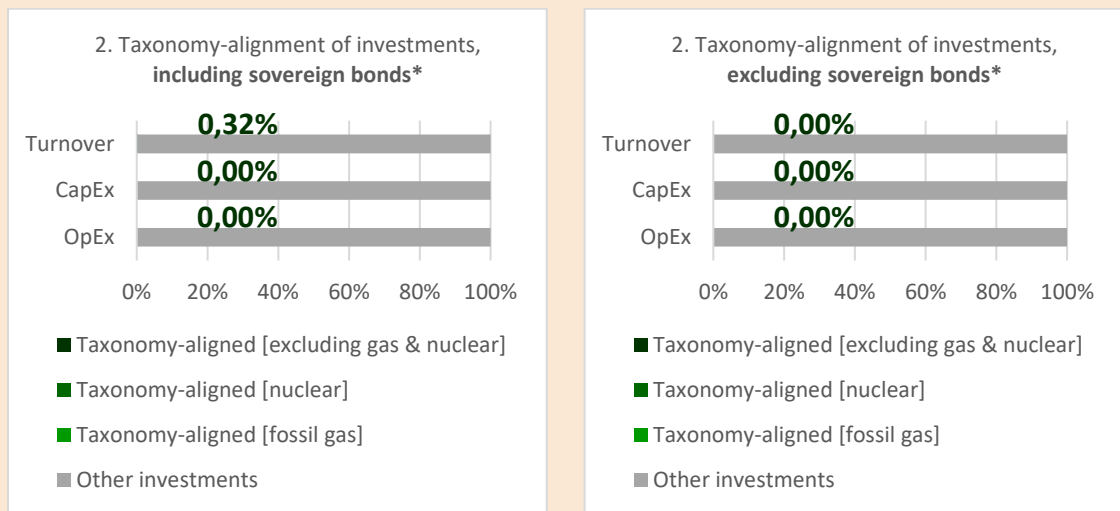 2. Taxonomy-alignment of investments,
including sovereign bonds*
0,32%
Turnover
0,00%
CapEx
0,00%
OpEx
0% 20% 40% 60% 80% 100%
Taxonomy-aligned [excluding gas & nuclear]
Taxonomy-aligned [nuclear]
Taxonomy-aligned [fossil gas]
Other investments
2. Taxonomy-alignment of investments,
excluding sovereign bonds*
0,00%
Turnover
0,00%
CapEx
0,00%
OpEx
0% 20% 40% 60% 80% 100%
Taxonomy-aligned [excluding gas & nuclear]
Taxonomy-aligned [nuclear]
Taxonomy-aligned [fossil gas]
Other investments